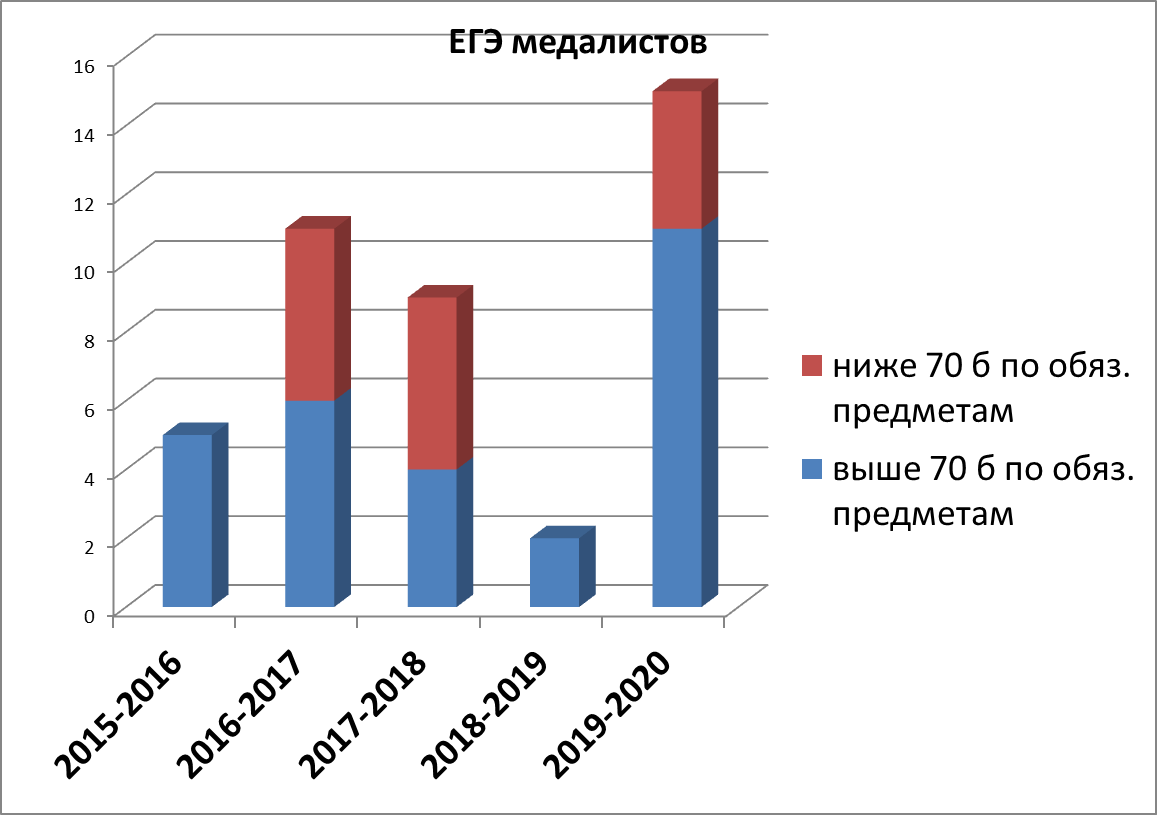 ЕГЭ медалистов
16
14
12
10
8
6
4
2
0
2015-2016
2016-2017
2017-2018
2018-2019
2019-2020
ниже 70 б по обяз.
предметам
выше 70 б по обяз.
предметам